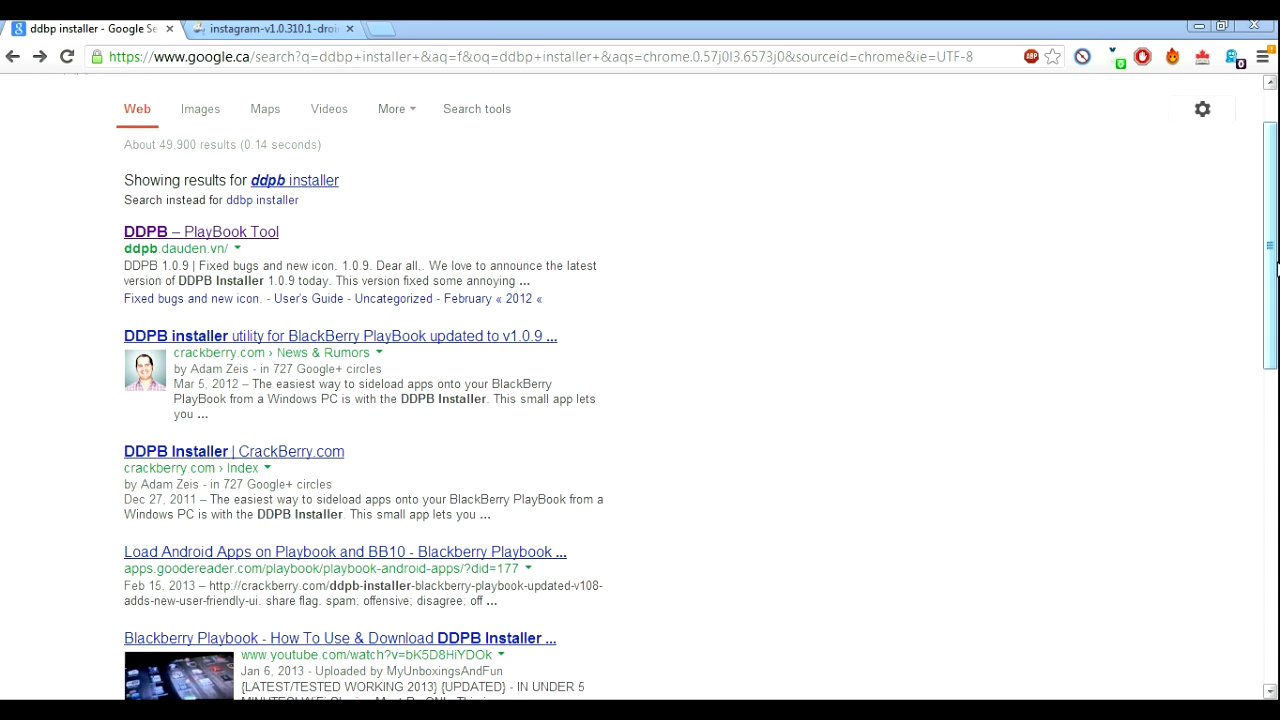 ddbp installer - Google Se
instagram-v1.0.310.1-droi
https://www.google.ca/search?q=ddbp+installer+&aq=f&oq=ddbp+installer+&aqs=chrome.0.57j0l3.6573j0&sourceid=chrome&ie=UTF-8
ABP
0
0
Web Images Maps Videos More Search tools
About 49,900 results (0.14 seconds)
Showing results for ddpb installer
Search instead for ddbp installer
DDPB – PlayBook Tool
ddpb.dauden.vn/
DDPB 1.0.9 | Fixed bugs and new icon. 1.0.9. Dear all,. We love to announce the latest
version of DDPB Installer 1.0.9 today. This version fixed some annoying ...
Fixed bugs and new icon. - User's Guide - Uncategorized - February « 2012 «
DDPB installer utility for BlackBerry PlayBook updated to v1.0.9 ...
crackberry.com › News & Rumors
by Adam Zeis - in 727 Google+ circles
Mar 5, 2012 – The easiest way to sideload apps onto your BlackBerry
PlayBook from a Windows PC is with the DDPB Installer. This small app lets
you ...
DDPB Installer | CrackBerry.com
crackberry.com › Index
by Adam Zeis - in 727 Google+ circles
Dec 27, 2011 – The easiest way to sideload apps onto your BlackBerry PlayBook from a
Windows PC is with the DDPB Installer. This small app lets you ...
Load Android Apps on Playbook and BB10 - Blackberry Playbook ...
apps.goodereader.com/playbook/playbook-android-apps/?did=177
Feb 15, 2013 – http://crackberry.com/ddpb-installer-blackberry-playbook-updated-v108-
adds-new-user-friendly-ui. share flag. spam; offensive; disagree; off ...
Blackberry Playbook - How To Use & Download DDPB Installer ...
www.youtube.com/watch?v=bK5D8HiYDOk
Jan 6, 2013 - Uploaded by MyUnboxingsAndFun
{LATEST/TESTED WORKING 2013} {UPDATED} - IN UNDER 5